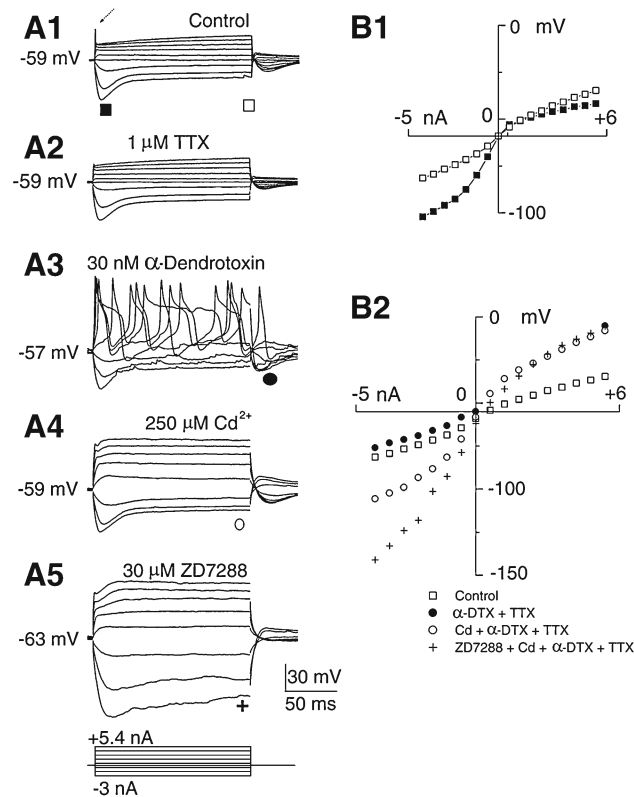 A1
Control
-59 mV
A2
1 μM TTX
-59 mV
A3
30 nM α-Dendrotoxin
-57 mV
A4
250 μM Cd²⁺
-59 mV
A5
30 μM ZD7288
-63 mV
+
30 mV
50 ms
+5.4 nA
-3 nA
B1
0 mV
0
-5 nA +6
-100
B2
0 mV
0
-5 nA +6
-100
-150
Control
α-DTX + TTX
Cd + α-DTX + TTX
+ ZD7288 + Cd + α-DTX + TTX